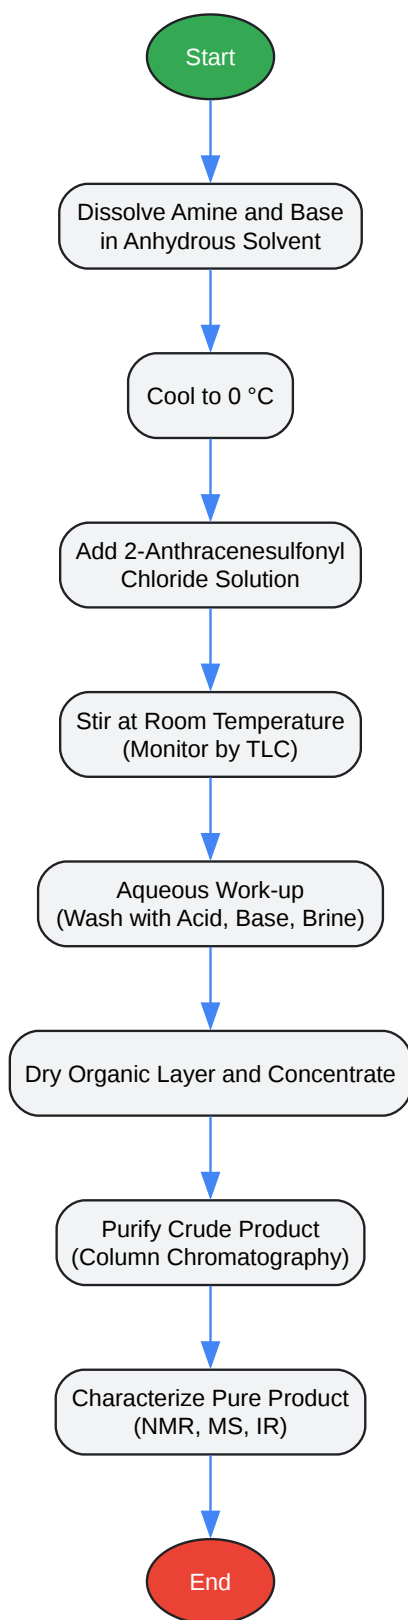 Start
Dissolve Amine and Base
in Anhydrous Solvent
Cool to 0 °C
Add 2-Anthracenesulfonyl
Chloride Solution
Stir at Room Temperature
(Monitor by TLC)
Aqueous Work-up
(Wash with Acid, Base, Brine)
Dry Organic Layer and Concentrate
Purify Crude Product
(Column Chromatography)
Characterize Pure Product
(NMR, MS, IR)
End